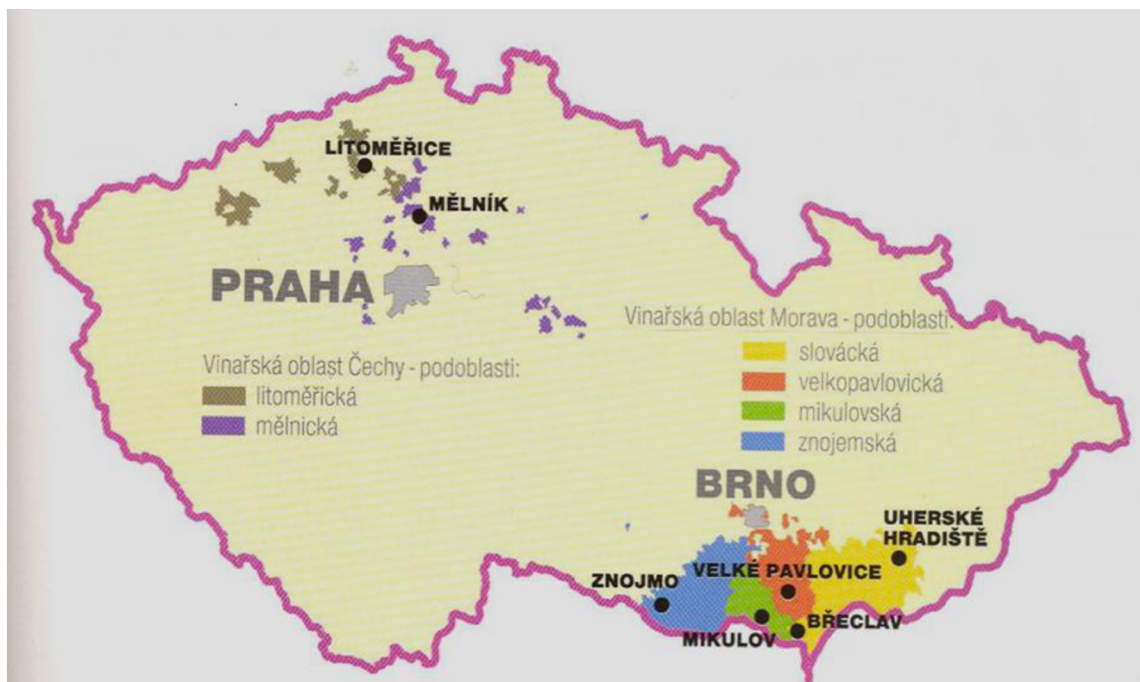 LITOMĚŘICE
MĚLNÍK
PRAHA
Vinařská oblast Čechy - podoblasti:
litoměřická
mělnická
Vinařská oblast Morava - podoblasti:
slovácká
velkopavlovická
mikulovská
znojemská
BRNO
UHERSKÉ
HRADIŠTĚ
ZNOJMO
VELKÉ PAVLOVICE
MIKULOV
BŘECLAV